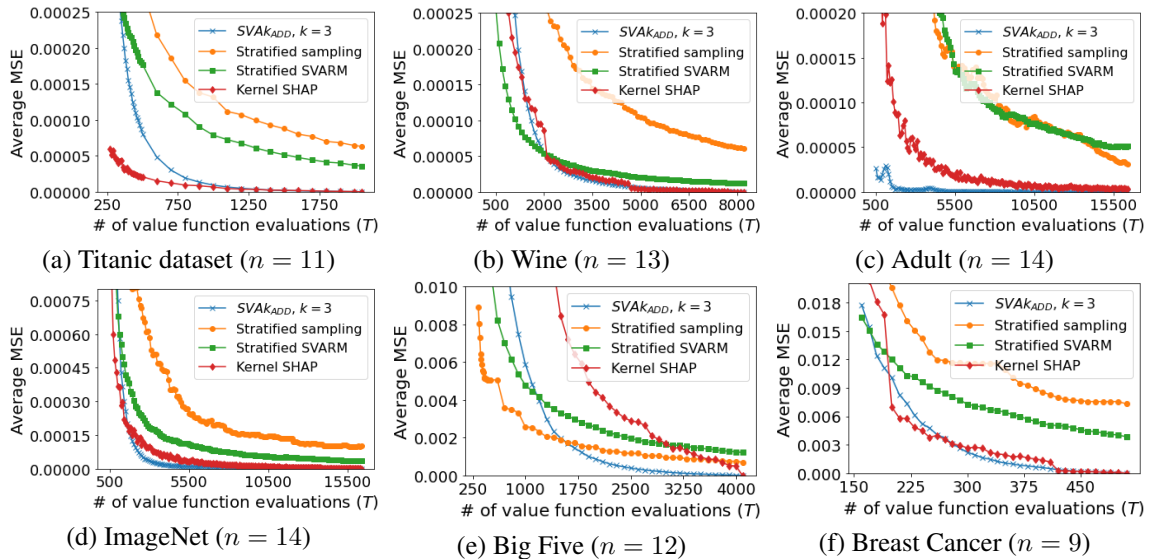 0.00025
0.00020
0.00015
0.00010
0.00005
0.00000
Average MSE
SVAk_ADD, k = 3
Stratified sampling
Stratified SVARM
Kernel SHAP
250 750 1250 1750
# of value function evaluations (T)
(a) Titanic dataset (n = 11)
0.00025
0.00020
0.00015
0.00010
0.00005
0.00000
Average MSE
SVAk_ADD, k = 3
Stratified sampling
Stratified SVARM
Kernel SHAP
500 2000 3500 5000 6500 8000
# of value function evaluations (T)
(b) Wine (n = 13)
0.00020
0.00015
0.00010
0.00005
0.00000
Average MSE
SVAk_ADD, k = 3
Stratified sampling
Stratified SVARM
Kernel SHAP
500 5500 10500 15500
# of value function evaluations (T)
(c) Adult (n = 14)
0.00075
0.00060
0.00045
0.00030
0.00015
0.00000
Average MSE
SVAk_ADD, k = 3
Stratified sampling
Stratified SVARM
Kernel SHAP
500 5500 10500 15500
# of value function evaluations (T)
(d) ImageNet (n = 14)
0.010
0.008
0.006
0.004
0.002
0.000
Average MSE
SVAk_ADD, k = 3
Stratified sampling
Stratified SVARM
Kernel SHAP
250 1000 1750 2500 3250 4000
# of value function evaluations (T)
(e) Big Five (n = 12)
0.018
0.015
0.012
0.009
0.006
0.003
0.000
Average MSE
SVAk_ADD, k = 3
Stratified sampling
Stratified SVARM
Kernel SHAP
150 225 300 375 450
# of value function evaluations (T)
(f) Breast Cancer (n = 9)